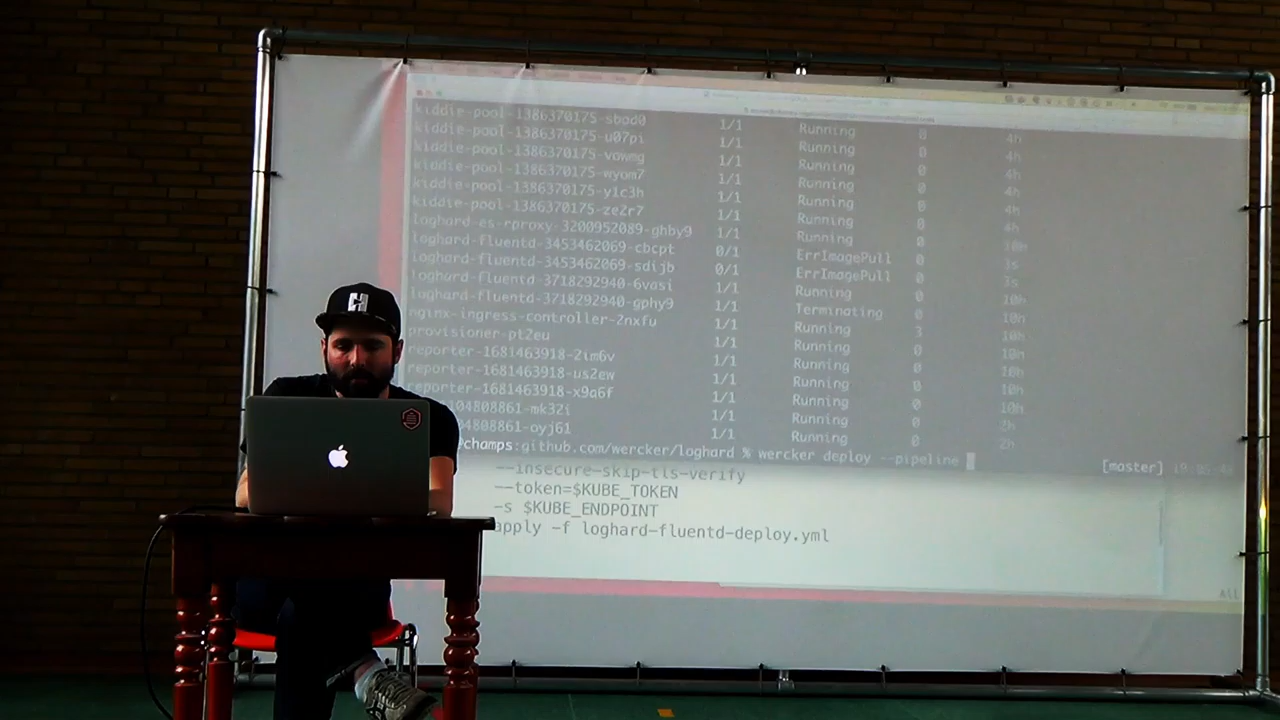 kiddie-pool-1386370175-sbad0 1/1 Running 0 4h
kiddie-pool-1386370175-u07pi 1/1 Running 0 4h
kiddie-pool-1386370175-vowmg 1/1 Running 0 4h
kiddie-pool-1386370175-wyom7 1/1 Running 0 4h
kiddie-pool-1386370175-y1c3h 1/1 Running 0 4h
kiddie-pool-1386370175-ze2r7 1/1 Running 0 4h
loghard-es-rproxy-3200952089-ghby9 1/1 Running 0 10h
loghard-fluentd-3453462069-cbcpt 0/1 ErrImagePull 0 3s
loghard-fluentd-3453462069-sdijb 0/1 ErrImagePull 0 3s
loghard-fluentd-3718292940-6vasi 1/1 Running 0 10h
loghard-fluentd-3718292940-gphy9 1/1 Terminating 0 10h
nginx-ingress-controller-2nxfu 1/1 Running 3 10h
provisioner-pt2eu 1/1 Running 0 10h
reporter-1681463918-2im6v 1/1 Running 0 10h
reporter-1681463918-us2ew 1/1 Running 0 10h
reporter-1681463918-x9a6f 1/1 Running 0 10h
104808861-mk32i 1/1 Running 0 2h
04808861-oyj61 1/1 Running 0 2h
champs:github.com/wercker/loghard % wercker deploy --pipeline [master]
--insecure-skip-tls-verify
--token=$KUBE_TOKEN
-s $KUBE_ENDPOINT
apply -f loghard-fluentd-deploy.yml
All